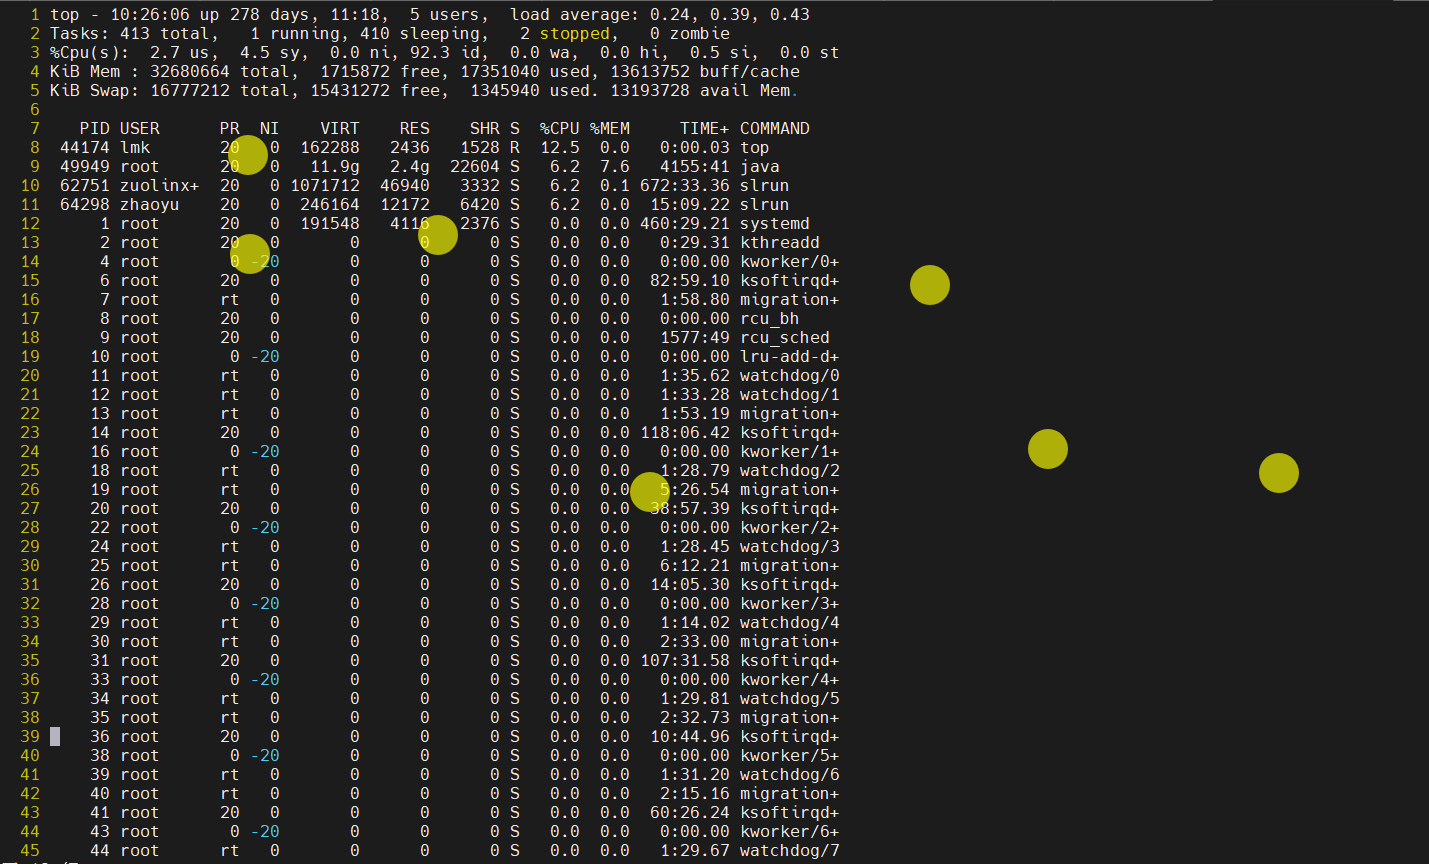 1 top - 10:26:06 up 278 days, 11:18,  5 users,  load average: 0.24, 0.39, 0.43
2 Tasks: 413 total,   1 running, 410 sleeping,   2 stopped,   0 zombie
3 %Cpu(s):  2.7 us,  4.5 sy,  0.0 ni, 92.3 id,  0.0 wa,  0.0 hi,  0.5 si,  0.0 st
4 KiB Mem : 32680664 total,  1715872 free, 17351040 used, 13613752 buff/cache
5 KiB Swap: 16777212 total, 15431272 free,  1345940 used. 13193728 avail Mem.
6
7    PID USER      PR  NI    VIRT    RES    SHR S  %CPU %MEM     TIME+ COMMAND
8  44174 lmk       20   0  162288   2436   1528 R  12.5  0.0   0:00.03 top
9  49949 root      20   0   11.9g   2.4g  22604 S   6.2  7.6   4155:41 java
10  62751 zuolinx+  20   0 1071712  46940   3332 S   6.2  0.1 672:33.36 slrun
11  64298 zhaoyu    20   0  246164  12172   6420 S   6.2  0.0  15:09.22 slrun
12      1 root      20   0  191548   4116   2376 S   0.0  0.0 460:29.21 systemd
13      2 root      20   0       0      0      0 S   0.0  0.0   0:29.31 kthreadd
14      4 root       0 -20       0      0      0 S   0.0  0.0   0:00.00 kworker/0+
15      6 root      20   0       0      0      0 S   0.0  0.0  82:59.10 ksoftirqd+
16      7 root      rt   0       0      0      0 S   0.0  0.0   1:58.80 migration+
17      8 root      20   0       0      0      0 S   0.0  0.0   0:00.00 rcu_bh
18      9 root      20   0       0      0      0 S   0.0  0.0   1577:49 rcu_sched
19     10 root       0 -20       0      0      0 S   0.0  0.0   0:00.00 lru-add-d+
20     11 root      rt   0       0      0      0 S   0.0  0.0   1:35.62 watchdog/0
21     12 root      rt   0       0      0      0 S   0.0  0.0   1:33.28 watchdog/1
22     13 root      rt   0       0      0      0 S   0.0  0.0   1:53.19 migration+
23     14 root      20   0       0      0      0 S   0.0  0.0 118:06.42 ksoftirqd+
24     16 root       0 -20       0      0      0 S   0.0  0.0   0:00.00 kworker/1+
25     18 root      rt   0       0      0      0 S   0.0  0.0   1:28.79 watchdog/2
26     19 root      rt   0       0      0      0 S   0.0  0.0   5:26.54 migration+
27     20 root      20   0       0      0      0 S   0.0  0.0  38:57.39 ksoftirqd+
28     22 root       0 -20       0      0      0 S   0.0  0.0   0:00.00 kworker/2+
29     24 root      rt   0       0      0      0 S   0.0  0.0   1:28.45 watchdog/3
30     25 root      rt   0       0      0      0 S   0.0  0.0   6:12.21 migration+
31     26 root      20   0       0      0      0 S   0.0  0.0  14:05.30 ksoftirqd+
32     28 root       0 -20       0      0      0 S   0.0  0.0   0:00.00 kworker/3+
33     29 root      rt   0       0      0      0 S   0.0  0.0   1:14.02 watchdog/4
34     30 root      rt   0       0      0      0 S   0.0  0.0   2:33.00 migration+
35     31 root      20   0       0      0      0 S   0.0  0.0 107:31.58 ksoftirqd+
36     33 root       0 -20       0      0      0 S   0.0  0.0   0:00.00 kworker/4+
37     34 root      rt   0       0      0      0 S   0.0  0.0   1:29.81 watchdog/5
38     35 root      rt   0       0      0      0 S   0.0  0.0   2:32.73 migration+
39     36 root      20   0       0      0      0 S   0.0  0.0  10:44.96 ksoftirqd+
40     38 root       0 -20       0      0      0 S   0.0  0.0   0:00.00 kworker/5+
41     39 root      rt   0       0      0      0 S   0.0  0.0   1:31.20 watchdog/6
42     40 root      rt   0       0      0      0 S   0.0  0.0   2:15.16 migration+
43     41 root      20   0       0      0      0 S   0.0  0.0  60:26.24 ksoftirqd+
44     43 root       0 -20       0      0      0 S   0.0  0.0   0:00.00 kworker/6+
45     44 root      rt   0       0      0      0 S   0.0  0.0   1:29.67 watchdog/7